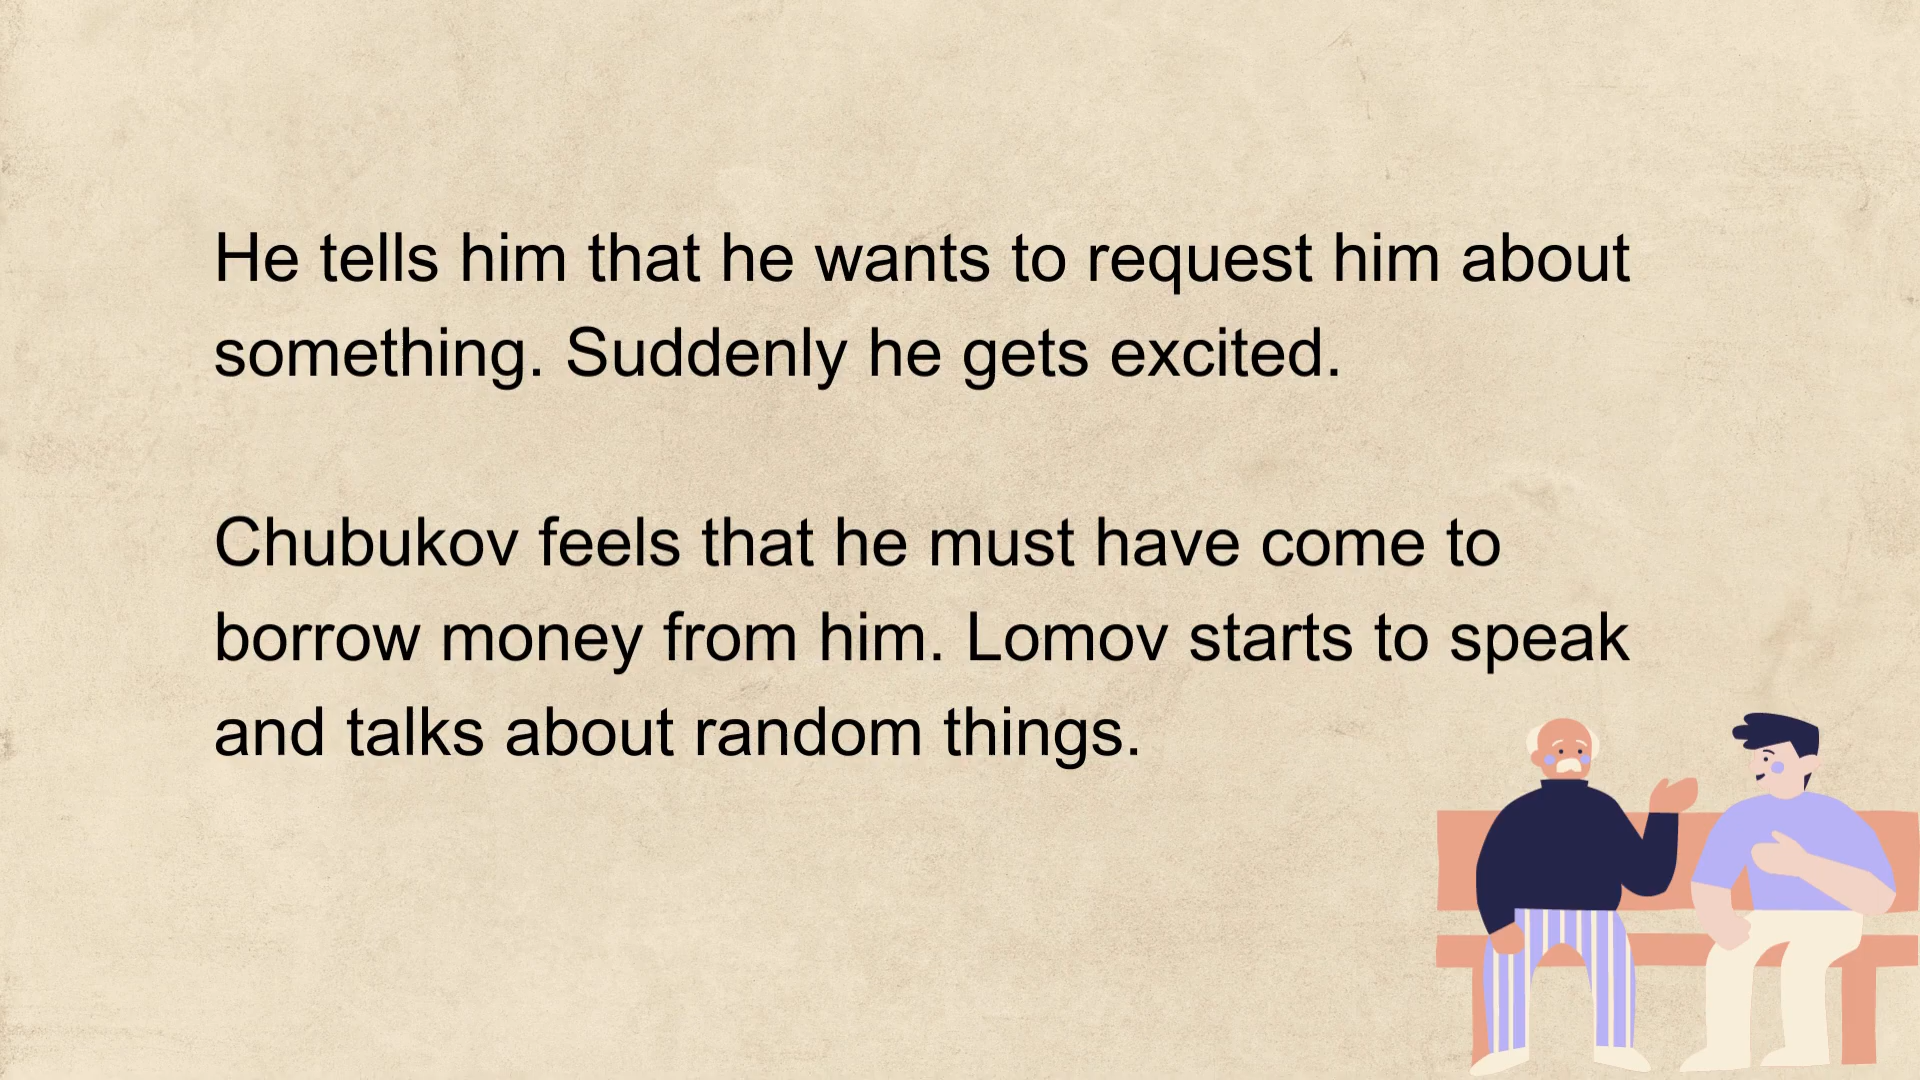 He tells him that he wants to request him about
something. Suddenly he gets excited.
Chubukov feels that he must have come to
borrow money from him. Lomov starts to speak
and talks about random things.